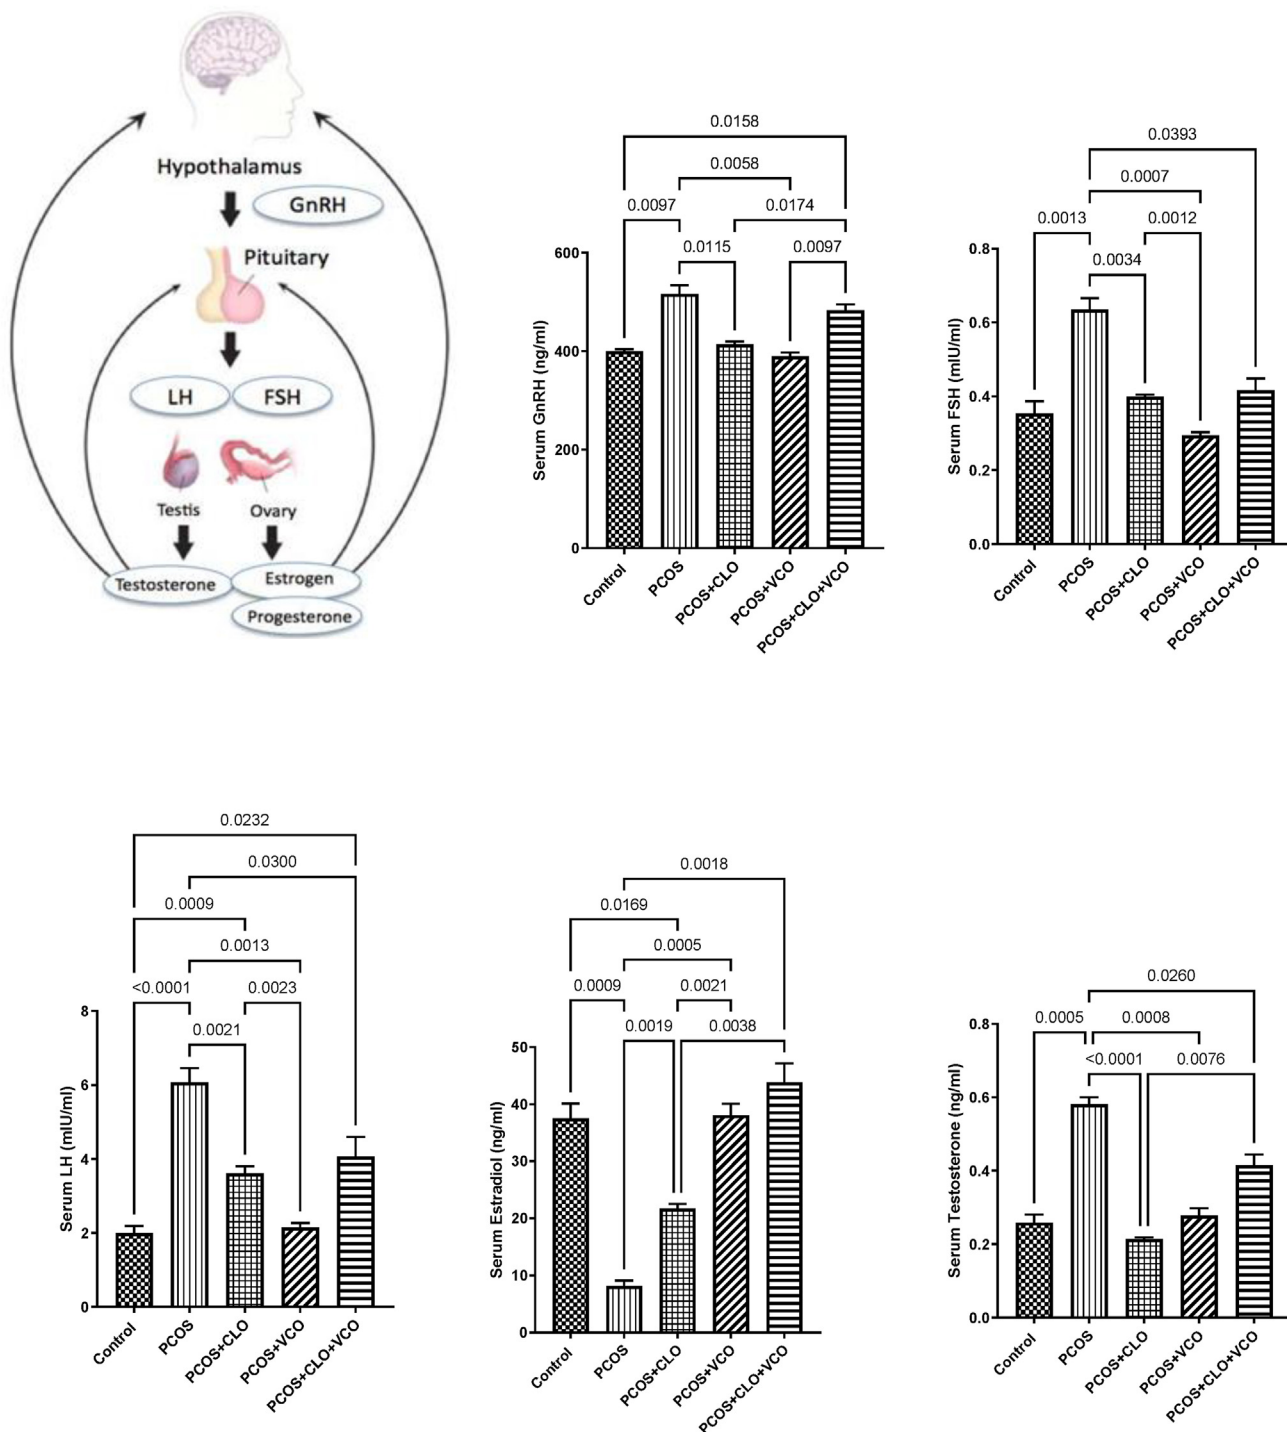 Hypothalamus
GnRH
Pituitary
LH
FSH
Testis
Ovary
Testosterone
Estrogen
Progesterone
0.0158
0.0058
0.0097
0.0174
0.0115
0.0097
600
400
200
0
Serum GnRH (ng/ml)
Control
PCOS
PCOS+CLO
PCOS+VCO
PCOS+CLO+VCO
0.0393
0.0007
0.0013
0.0012
0.0034
0.8
0.6
0.4
0.2
0.0
Serum FSH (mIU/ml)
Control
PCOS
PCOS+CLO
PCOS+VCO
PCOS+CLO+VCO
0.0232
0.0300
0.0009
0.0013
<0.0001
0.0023
0.0021
8
6
4
2
0
Serum LH (mIU/ml)
Control
PCOS
PCOS+CLO
PCOS+VCO
PCOS+CLO+VCO
0.0018
0.0169
0.0005
0.0009
0.0021
0.0019
0.0038
50
40
30
20
10
0
Serum Estradiol (ng/ml)
Control
PCOS
PCOS+CLO
PCOS+VCO
PCOS+CLO+VCO
0.0260
0.0005
0.0008
<0.0001
0.0076
0.8
0.6
0.4
0.2
0.0
Serum Testosterone (ng/ml)
Control
PCOS
PCOS+CLO
PCOS+VCO
PCOS+CLO+VCO